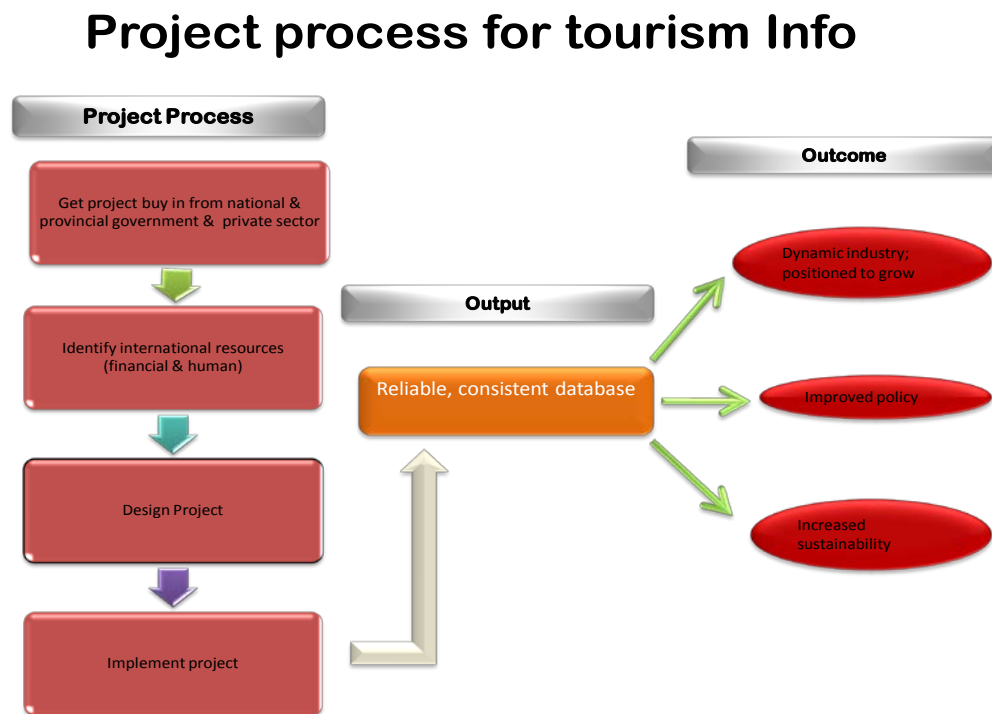 Project process for tourism Info
Project Process
Get project buy in from national &
provincial government & private sector
Identify international resources
(financial & human)
Design Project
Implement project
Output
Reliable, consistent database
Outcome
Dynamic industry;
positioned to grow
Improved policy
Increased
sustainability